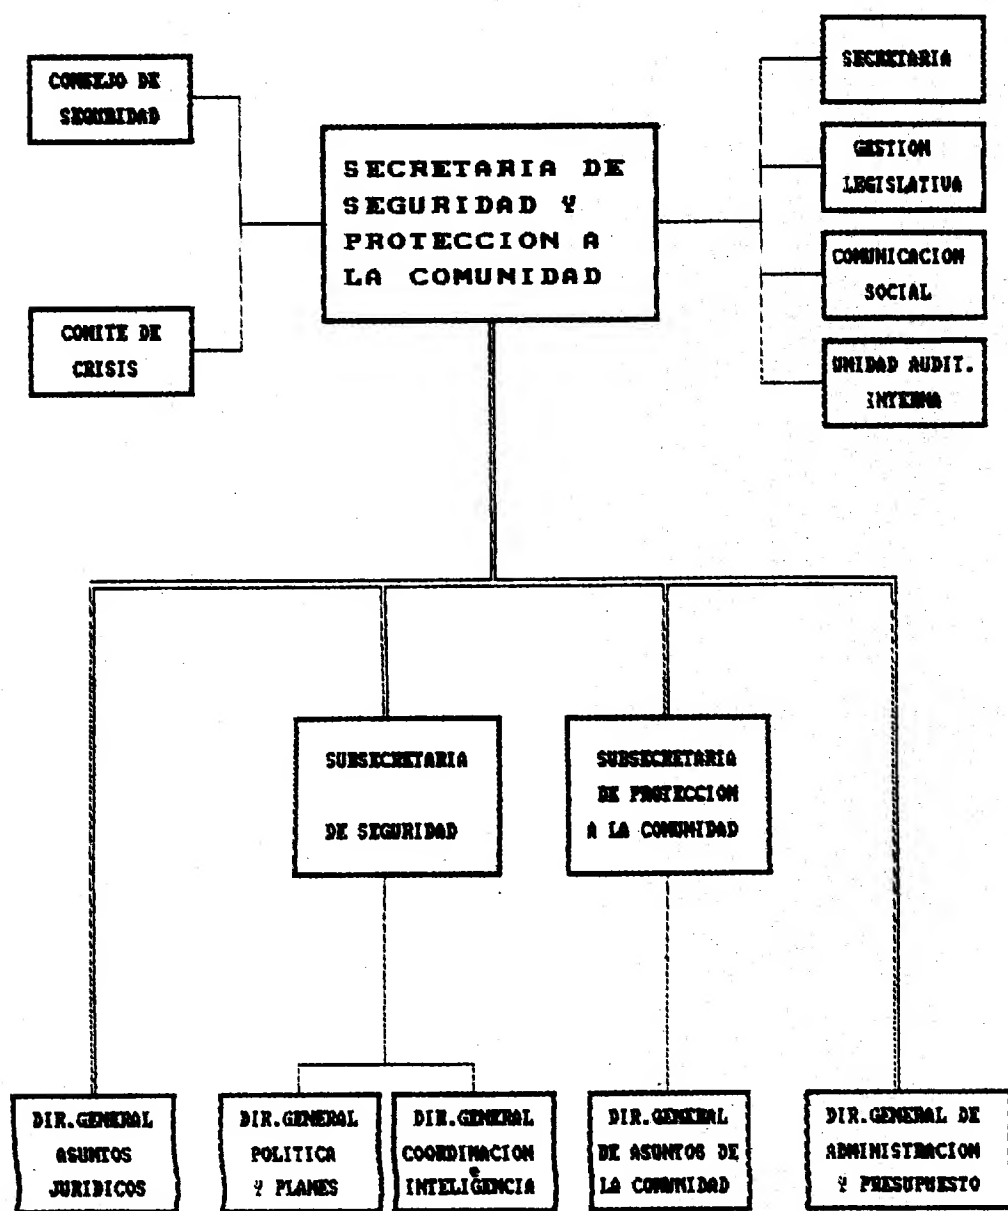 CONSEJO DE
SEGURIDAD
COMITE DE
CRISIS
SECRETARIA DE
SEGURIDAD Y
PROTECCION A
LA COMUNIDAD
SECRETARIA
GESTION
LEGISLATIVA
COMUNICACION
SOCIAL
UNIDAD AUDIT.
INTERNA
SUBSECRETARIA
DE SEGURIDAD
SUBSECRETARIA
DE PROTECCION
A LA COMUNIDAD
DIR.GENERAL
ASUNTOS
JURIDICOS
DIR.GENERAL
POLITICA
Y PLANES
DIR.GENERAL
COORDINACION
e
INTELIGENCIA
DIR.GENERAL
DE ASUNTOS DE
LA COMUNIDAD
DIR.GENERAL DE
ADMINISTRACION
Y PRESUPUESTO